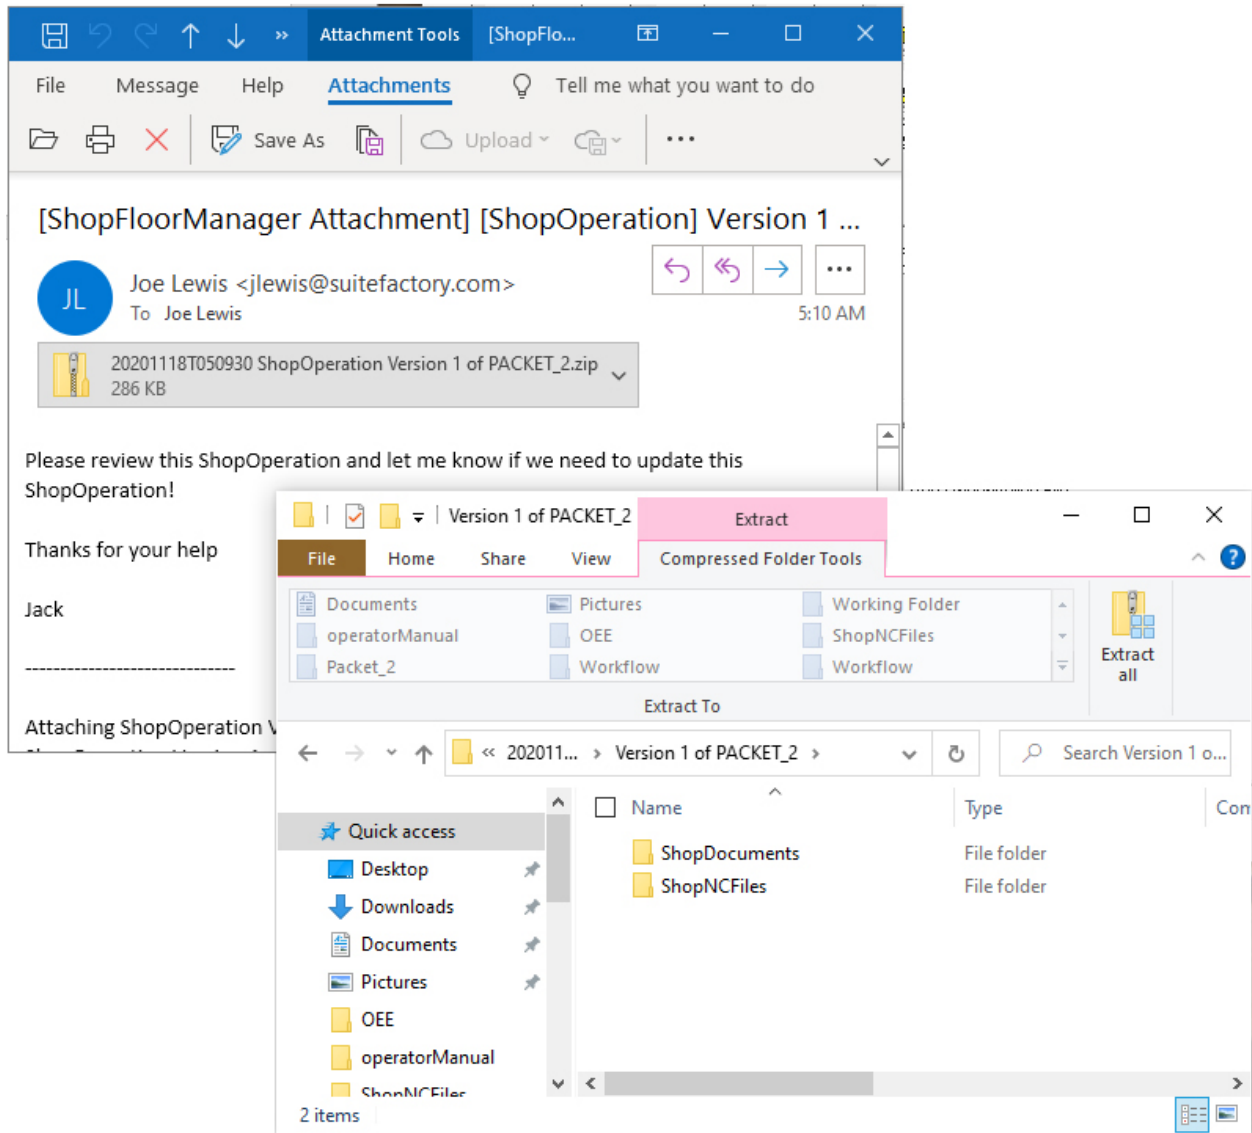 Attachment Tools [ShopFlo...
File Message Help Attachments Tell me what you want to do
Save As Upload
[ShopFloorManager Attachment] [ShopOperation] Version 1 ...
JL
Joe Lewis <jlewis@suitefactory.com>
To Joe Lewis
5:10 AM
20201118T050930 ShopOperation Version 1 of PACKET_2.zip
286 KB
Please review this ShopOperation and let me know if we need to update this
ShopOperation!
Thanks for your help
Jack
-------------------------------
Attaching ShopOperation V
Version 1 of PACKET_2 Extract
File Home Share View Compressed Folder Tools
Documents Pictures Working Folder
operatorManual OEE ShopNCFiles
Packet_2 Workflow Workflow
Extract
all
Extract To
« 202011... › Version 1 of PACKET_2 › Search Version 1 o...
Name Type Com
Quick access
ShopDocuments File folder
Desktop
ShopNCFiles File folder
Downloads
Documents
Pictures
OEE
operatorManual
ShopNCFiles
2 items